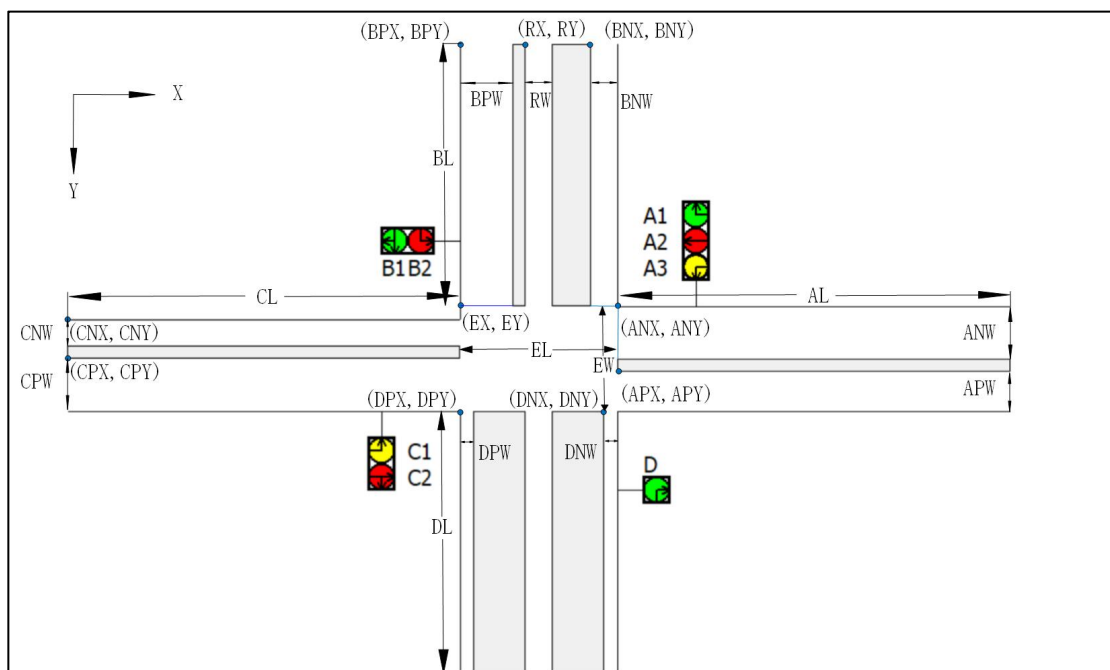 (BPX, BPY)
(RX, RY)
(BNX, BNY)
X
BPW
RW
BNW
BL
Y
A1
A2
A3
B1B2
CL
AL
CNW
(CNX, CNY)
(EX, EY)
(ANX, ANY)
ANW
EL
EW
CPW
(CPX, CPY)
(DPX, DPY)
(DNX, DNY)
(APX, APY)
APW
C1
C2
DPW
DNW
D
DL